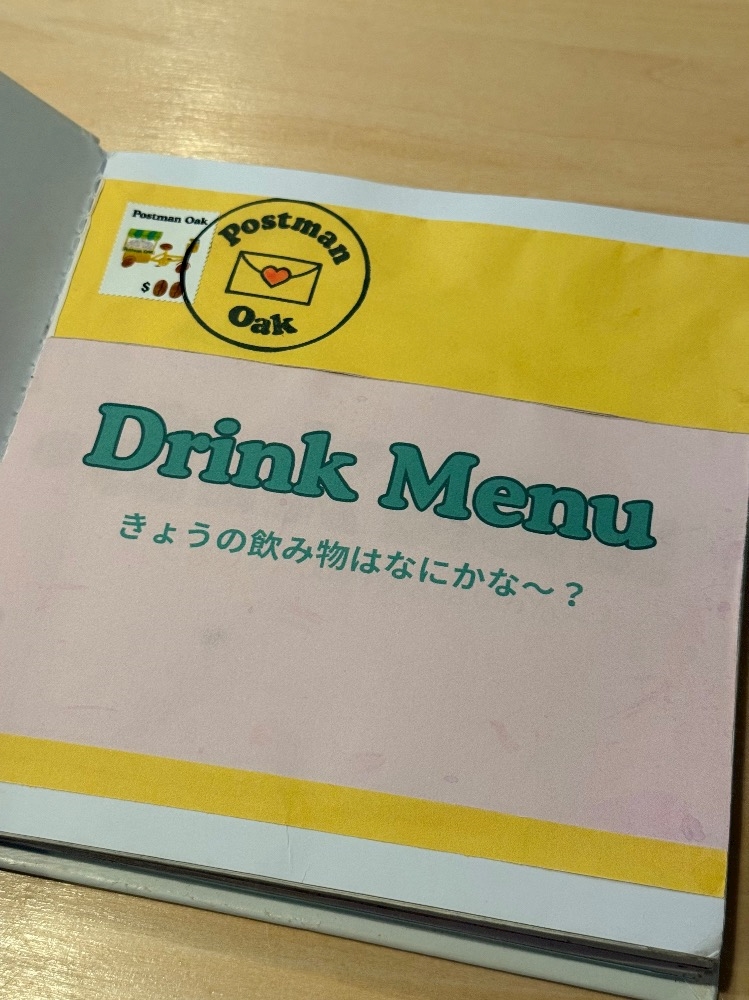 Postman Oak
$
Postman
Oak
Drink Menu
きょうの飲み物はなにかな〜？